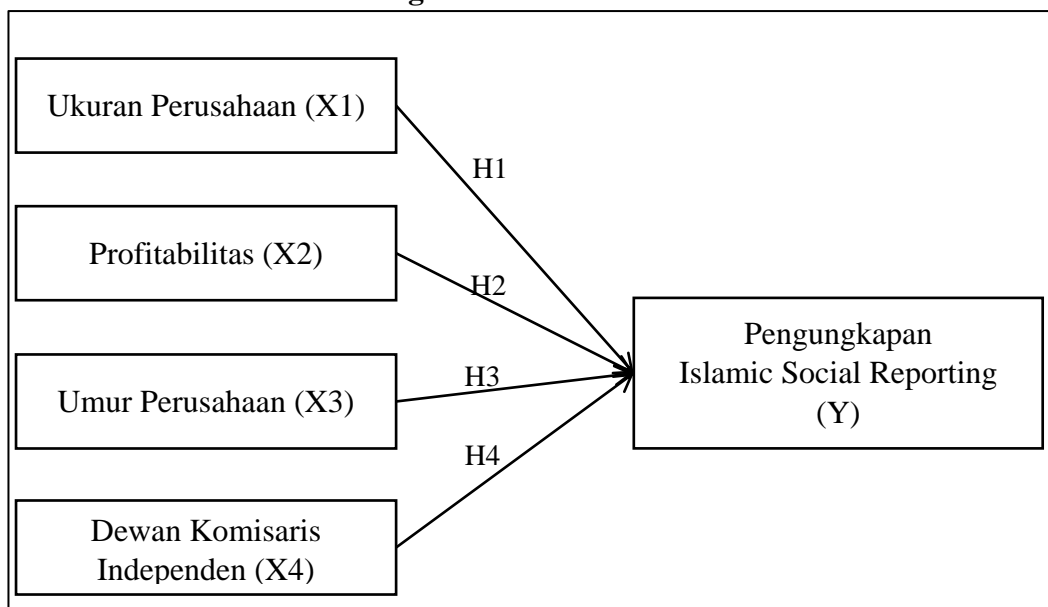 Ukuran Perusahaan (X1)
H1
Profitabilitas (X2)
H2
Pengungkapan
Islamic Social Reporting
(Y)
H3
Umur Perusahaan (X3)
H4
Dewan Komisaris
Independen (X4)